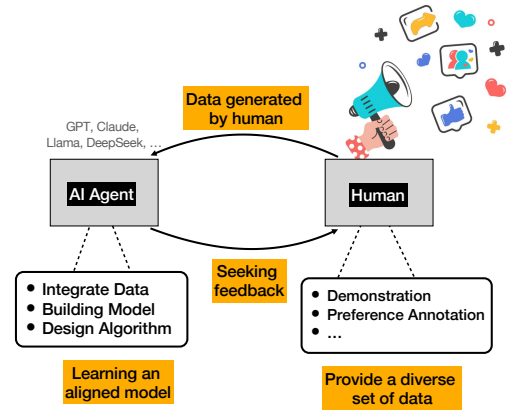 Data generated
by human
GPT, Claude,
Llama, DeepSeek, ...
AI Agent
Human
Seeking
feedback
• Integrate Data
• Building Model
• Design Algorithm
• Demonstration
• Preference Annotation
• ...
Learning an
aligned model
Provide a diverse
set of data